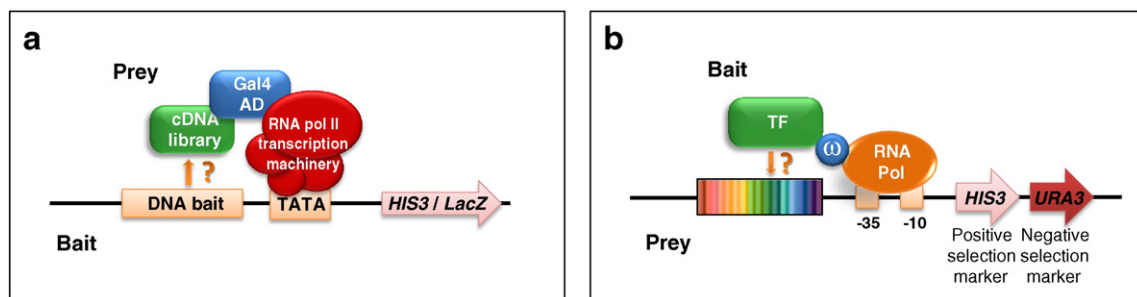 a
Prey
Gal4
AD
cDNA
library
RNA pol II
transcription
machinery
?
DNA bait
TATA
HIS3 / LacZ
Bait
b
Bait
TF
ω
RNA
Pol
?
HIS3
URA3
-35
-10
Prey
Positive
selection
marker
Negative
selection
marker